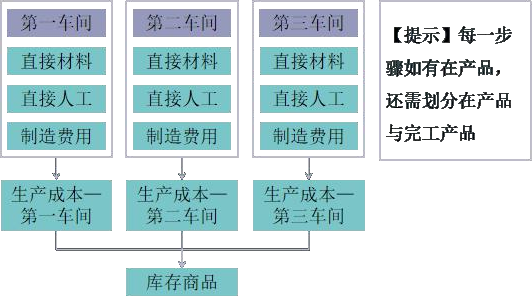 第一车间
直接材料
直接人工
制造费用
第二车间
直接材料
直接人工
制造费用
第三车间
直接材料
直接人工
制造费用
【提示】每一步
骤如有在产品，
还需划分在产品
与完工产品
生产成本—
第一车间
生产成本—
第二车间
生产成本—
第三车间
库存商品